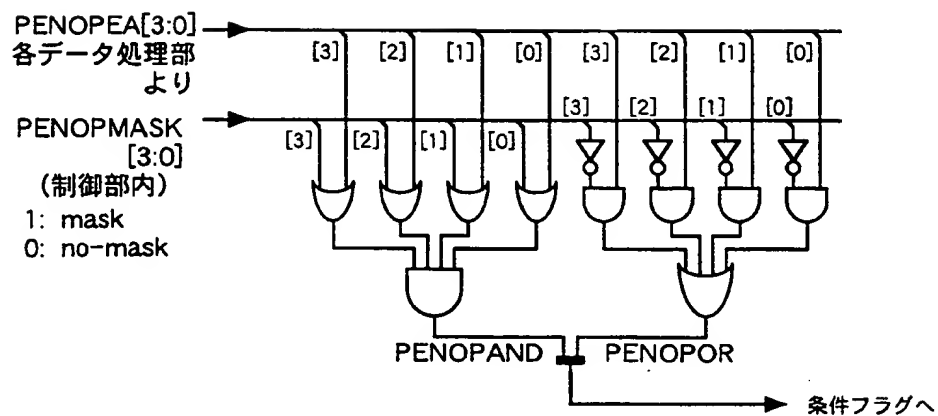 PENOPEA[3:0]
各データ処理部
より
[3] [2] [1] [0] [3] [2] [1] [0]
PENOPMASK
[3:0]
(制御部内)
1: mask
0: no-mask
[3] [2] [1] [0] [3] [2] [1] [0]
PENOPAND PENOPOR
条件フラグへ